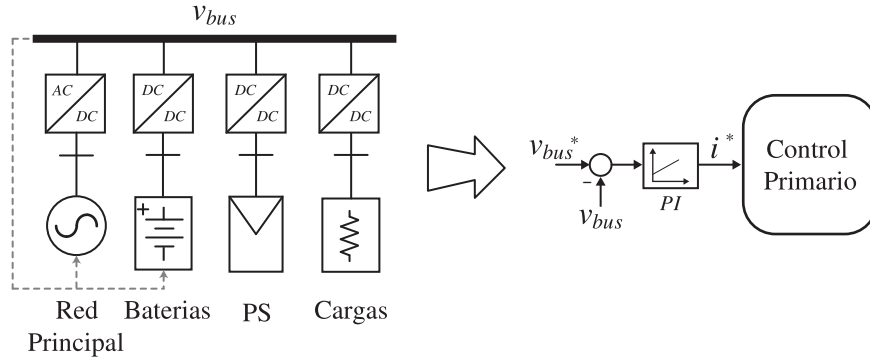 v_bus
AC DC
DC DC
DC DC
DC DC
+
Red Principal
Baterias
PS
Cargas
v_bus*
-
v_bus
PI
i*
Control
Primario